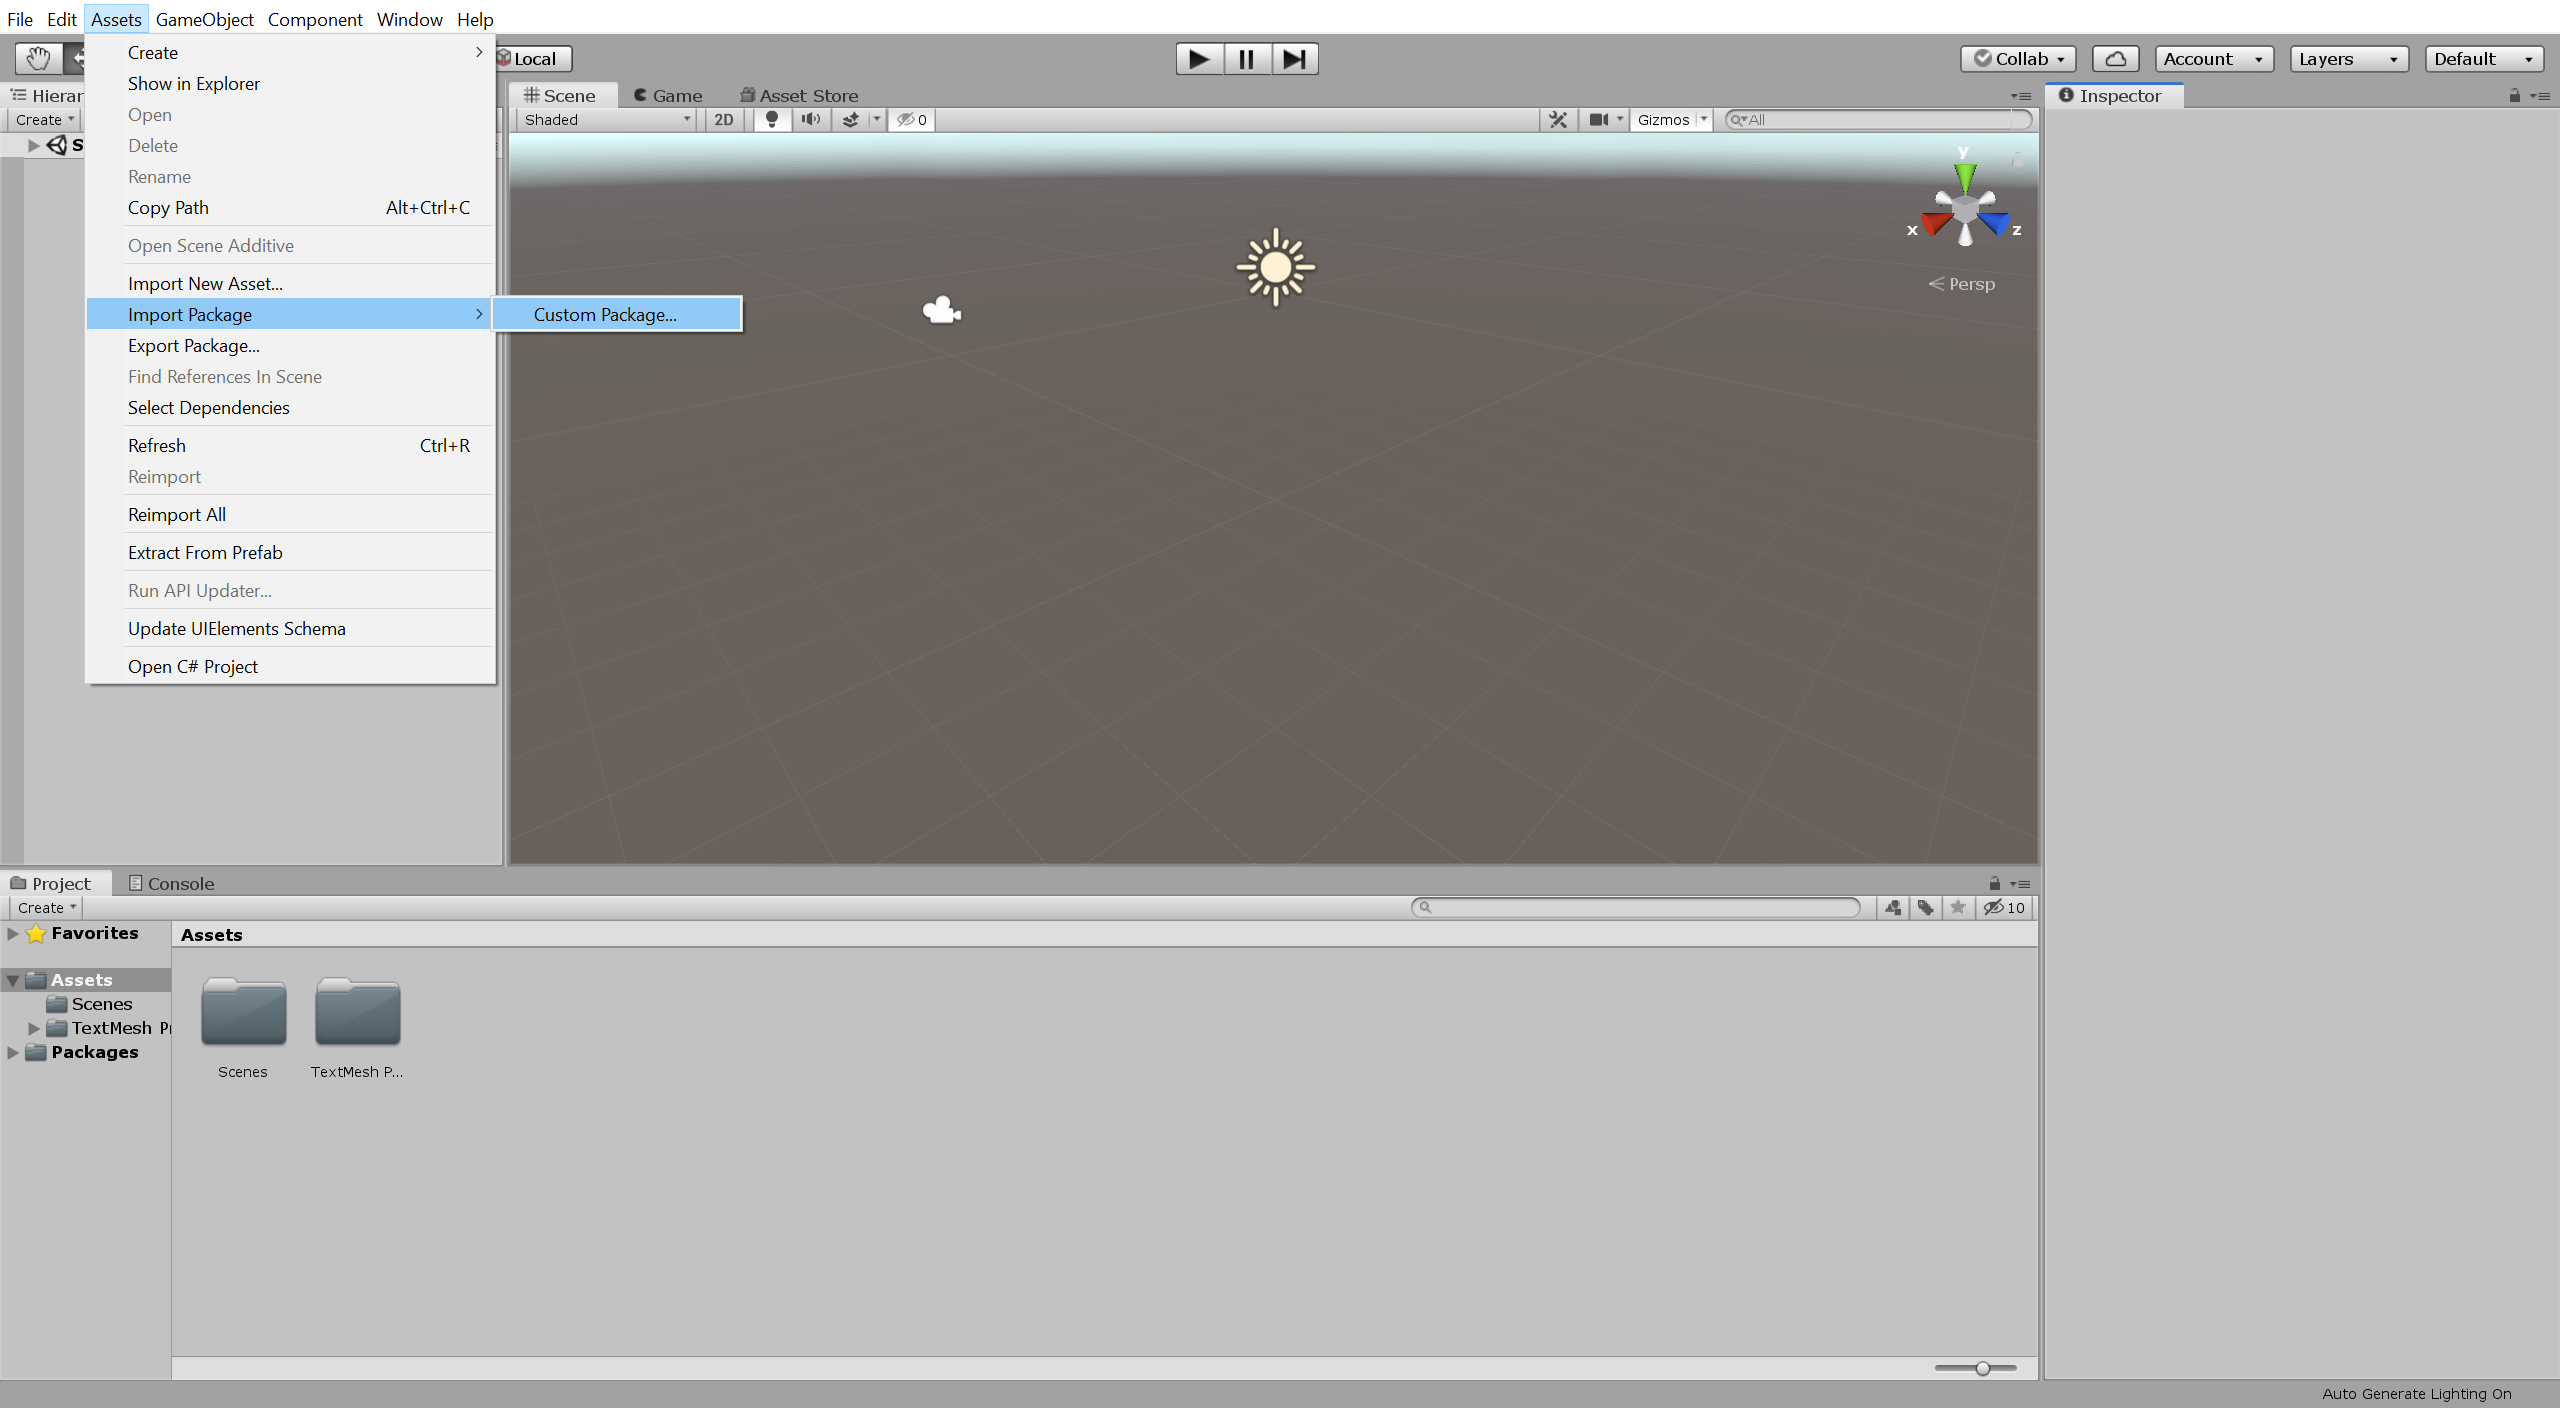 File Edit Assets GameObject Component Window Help
Local
Collab
Account
Layers
Default
Create
Show in Explorer
Open
Delete
Rename
Copy Path Alt+Ctrl+C
Open Scene Additive
Import New Asset...
Import Package
Custom Package...
Export Package...
Find References In Scene
Select Dependencies
Refresh Ctrl+R
Reimport
Reimport All
Extract From Prefab
Run API Updater...
Update UIElements Schema
Open C# Project
Hierar
Create
S
Scene
Game
Asset Store
Shaded
2D
0
Gizmos
All
y
x
z
Persp
Inspector
Project
Console
Create
10
Favorites
Assets
Scenes
TextMesh Pr
Packages
Assets
Scenes
TextMesh P...
Auto Generate Lighting On